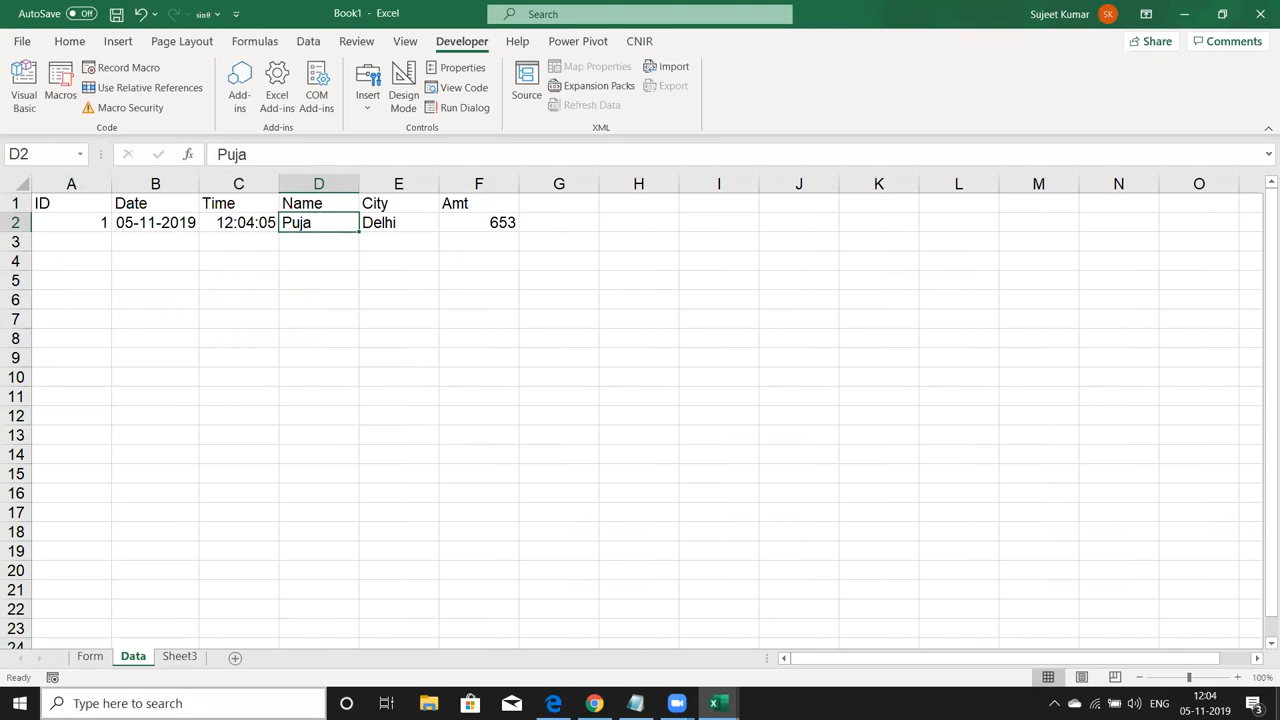 AutoSave Off sinθ Book1 - Excel Search Sujeet Kumar SK
File Home Insert Page Layout Formulas Data Review View Developer Help Power Pivot CNIR Share Comments
Visual Basic
Macros
Record Macro
Use Relative References
Macro Security
Code
Add-ins
Excel Add-ins
COM Add-ins
Add-ins
Insert
Design Mode
Properties
View Code
Run Dialog
Controls
Source
Map Properties
Expansion Packs
Refresh Data
Import
Export
XML
D2 fx Puja
A B C D E F G H I J K L M N O
1 ID Date Time Name City Amt
2 1 05-11-2019 12:04:05 Puja Delhi 653
3
4
5
6
7
8
9
10
11
12
13
14
15
16
17
18
19
20
21
22
23
24
Form Data Sheet3
Ready 100%
Type here to search ENG 12:04
05-11-2019 3